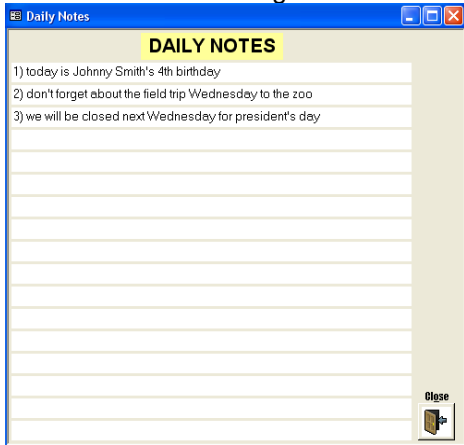 Daily Notes
DAILY NOTES
1) today is Johnny Smith's 4th birthday
2) don't forget about the field trip Wednesday to the zoo
3) we will be closed next Wednesday for president's day
Close